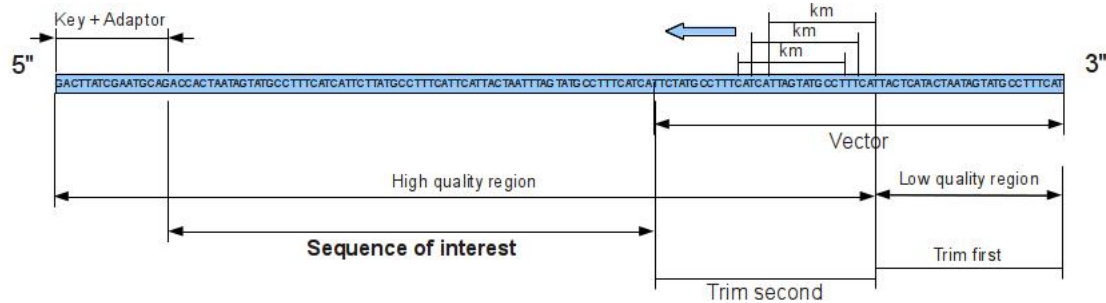 Key + Adaptor
km
km
km
5"
3"
GACTTATCGAATGCAGACCACTAATAGTATGCCTTTCATCATTCTTATGCCTTTCATTCATTACTAATTTAGTATGCCTTTCATCATTCTATGCCTTTCATCATTAGTATGCCTTTCATTACTCATACTAATAGTATGCCTTTCAT
Vector
High quality region
Low quality region
Sequence of interest
Trim first
Trim second